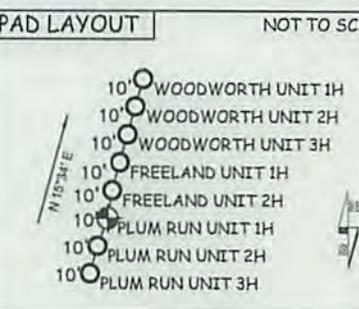 PAD LAYOUT
NOT TO SC
10' WOODWORTH UNIT 1H
10' WOODWORTH UNIT 2H
10' WOODWORTH UNIT 3H
10' FREELAND UNIT 1H
10' FREELAND UNIT 2H
10' PLUM RUN UNIT 1H
10' PLUM RUN UNIT 2H
10' PLUM RUN UNIT 3H
N 15°34' E